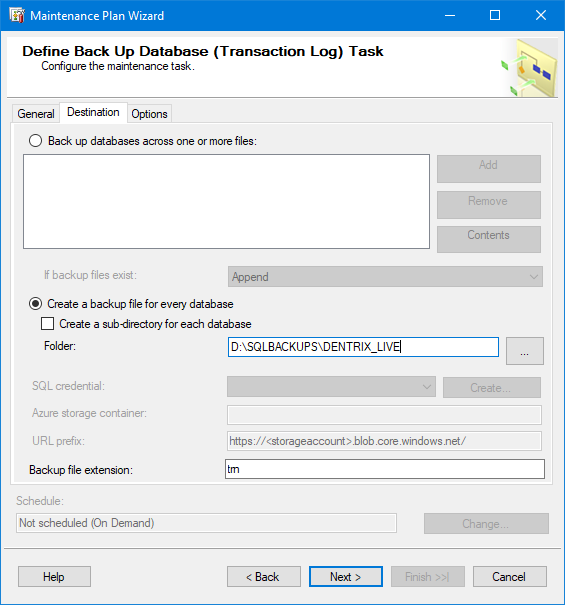 Maintenance Plan Wizard
Define Back Up Database (Transaction Log) Task
Configure the maintenance task.
General Destination Options
Back up databases across one or more files:
Add
Remove
Contents
If backup files exist: Append
Create a backup file for every database
Create a sub-directory for each database
Folder: D:\SQLBACKUPS\DENTRIX_LIVE ...
SQL credential: Create...
Azure storage container:
URL prefix: https://<storageaccount>.blob.core.windows.net/
Backup file extension: trn
Schedule:
Not scheduled (On Demand) Change...
Help < Back Next > Finish >>| Cancel